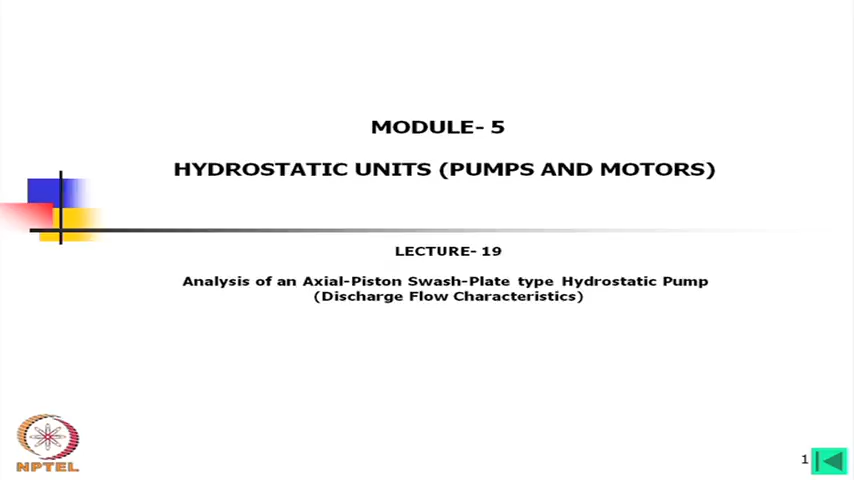 MODULE- 5
HYDROSTATIC UNITS (PUMPS AND MOTORS)
LECTURE- 19
Analysis of an Axial-Piston Swash-Plate type Hydrostatic Pump
(Discharge Flow Characteristics)
NPTEL
1